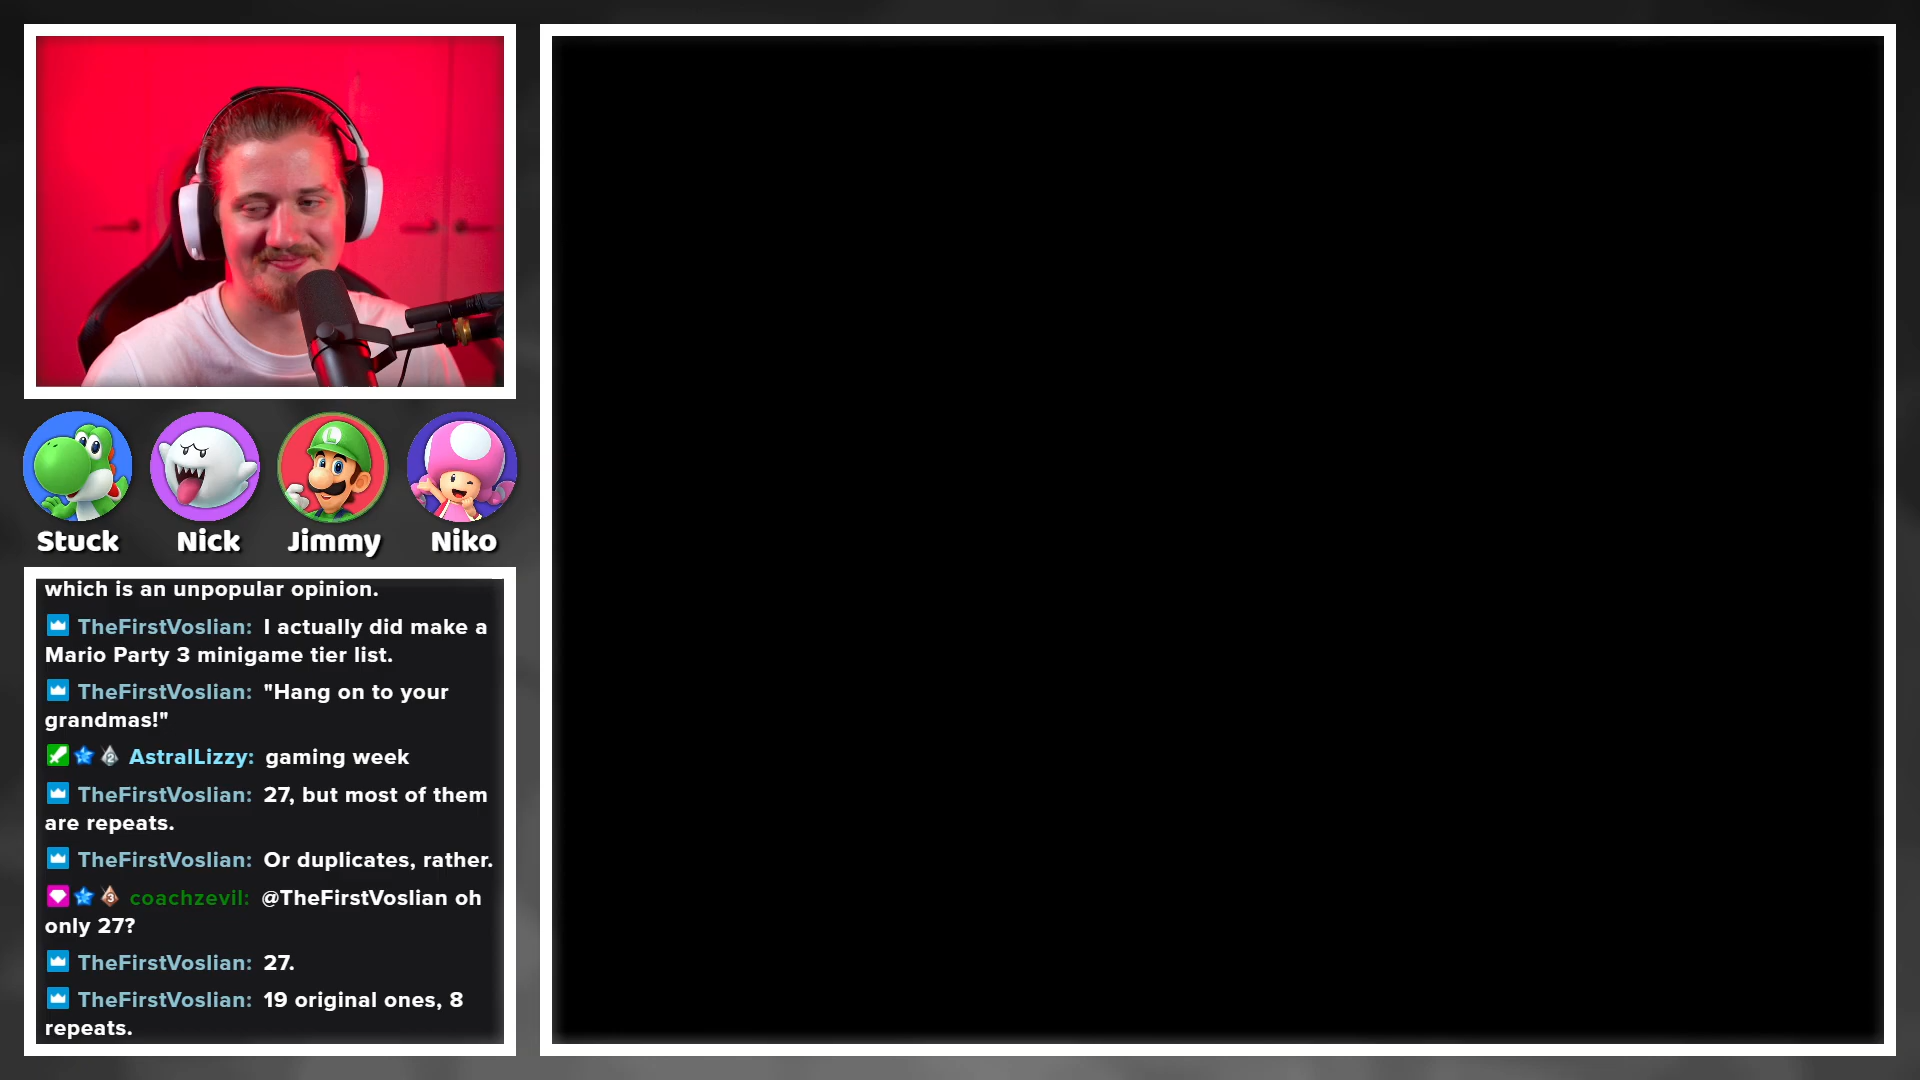 Stuck Nick Jimmy Niko
which is an unpopular opinion.
TheFirstVoslian: I actually did make a
Mario Party 3 minigame tier list.
TheFirstVoslian: "Hang on to your
grandmas!"
2 AstralLizzy: gaming week
TheFirstVoslian: 27, but most of them
are repeats.
TheFirstVoslian: Or duplicates, rather.
3 coachzevil: @TheFirstVoslian oh
only 27?
TheFirstVoslian: 27.
TheFirstVoslian: 19 original ones, 8
repeats.